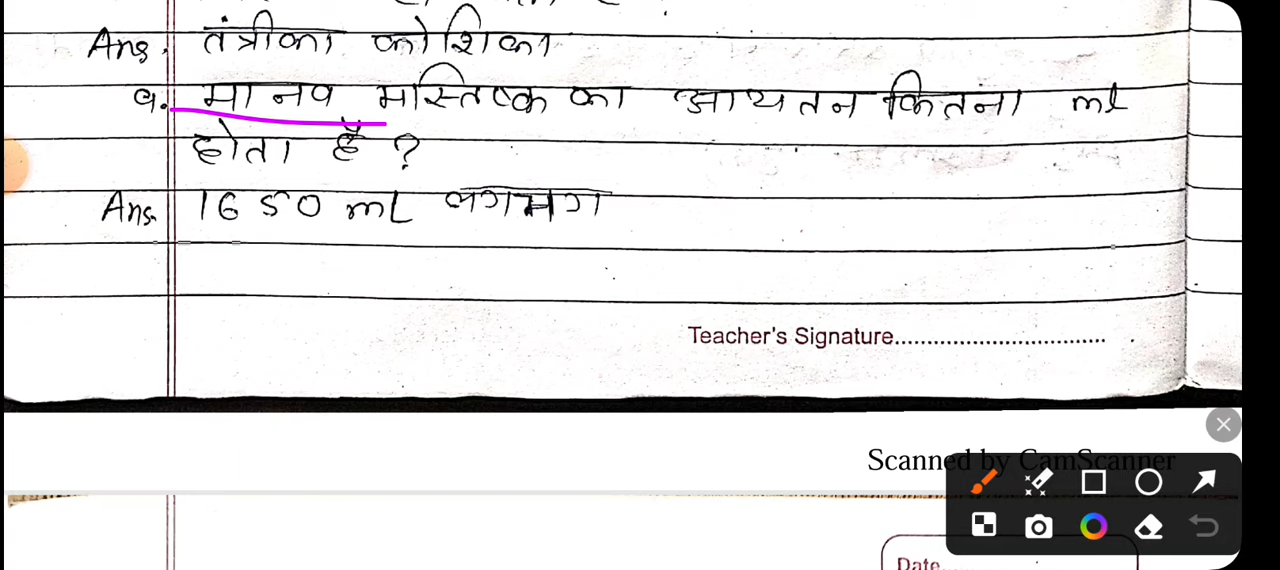 Ans. तंत्रीका कोशिका
Q. मानव मस्तिष्क का आयतन कितना ml
होता है ?
Ans. 1650 mL लगभग
Teacher's Signature
Scanned by CamScanner
Date